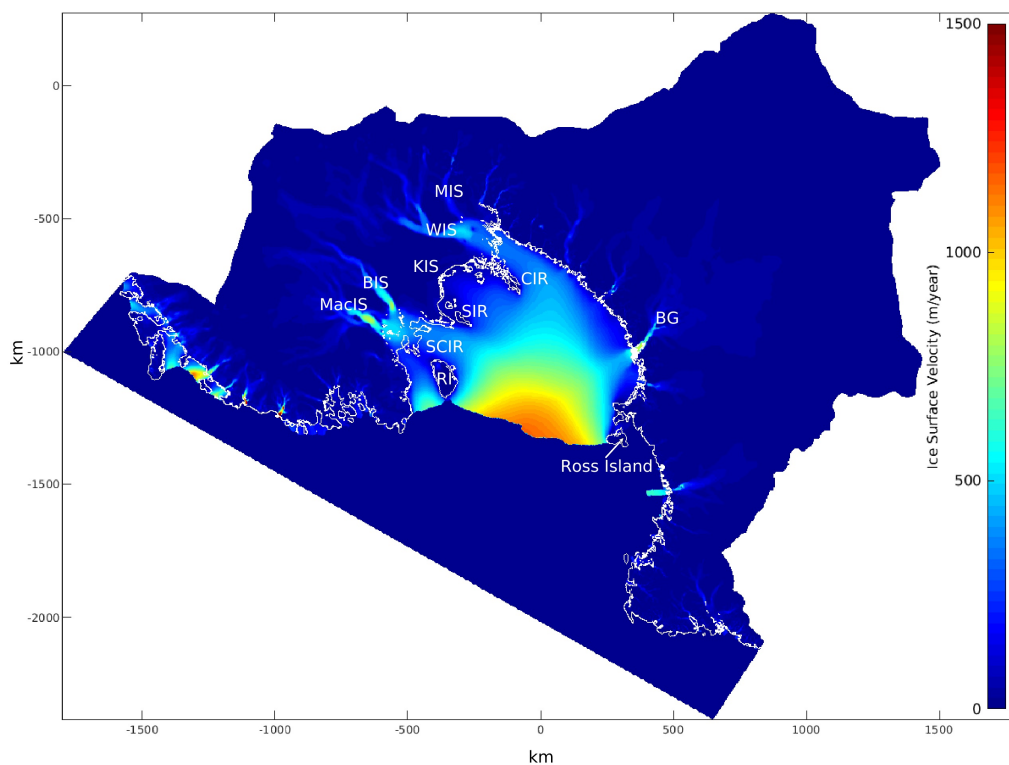 1500
0
MIS
-500
WIS
KIS
1000
CIR
BIS
MacIS
SIR
BG
SCIR
-1000
km
RI
Ice Surface Velocity (m/year)
Ross Island
500
-1500
-2000
0
-1500
-1000
-500
0
500
1000
1500
km